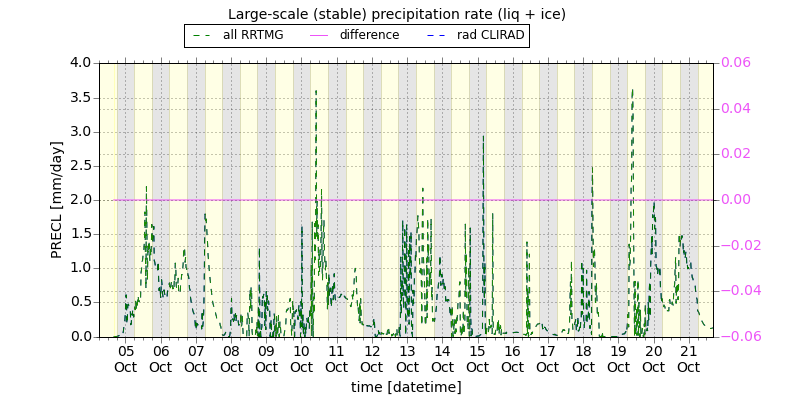 Large-scale (stable) precipitation rate (liq + ice)
all RRTMG difference rad CLIRAD
4.0 0.06
3.5 0.04
3.0 0.02
2.5 0.00
2.0 −0.02
1.5 −0.04
1.0 −0.06
0.5
0.0
PRECL [mm/day]
05 06 07 08 09 10 11 12 13 14 15 16 17 18 19 20 21
Oct Oct Oct Oct Oct Oct Oct Oct Oct Oct Oct Oct Oct Oct Oct Oct Oct
time [datetime]